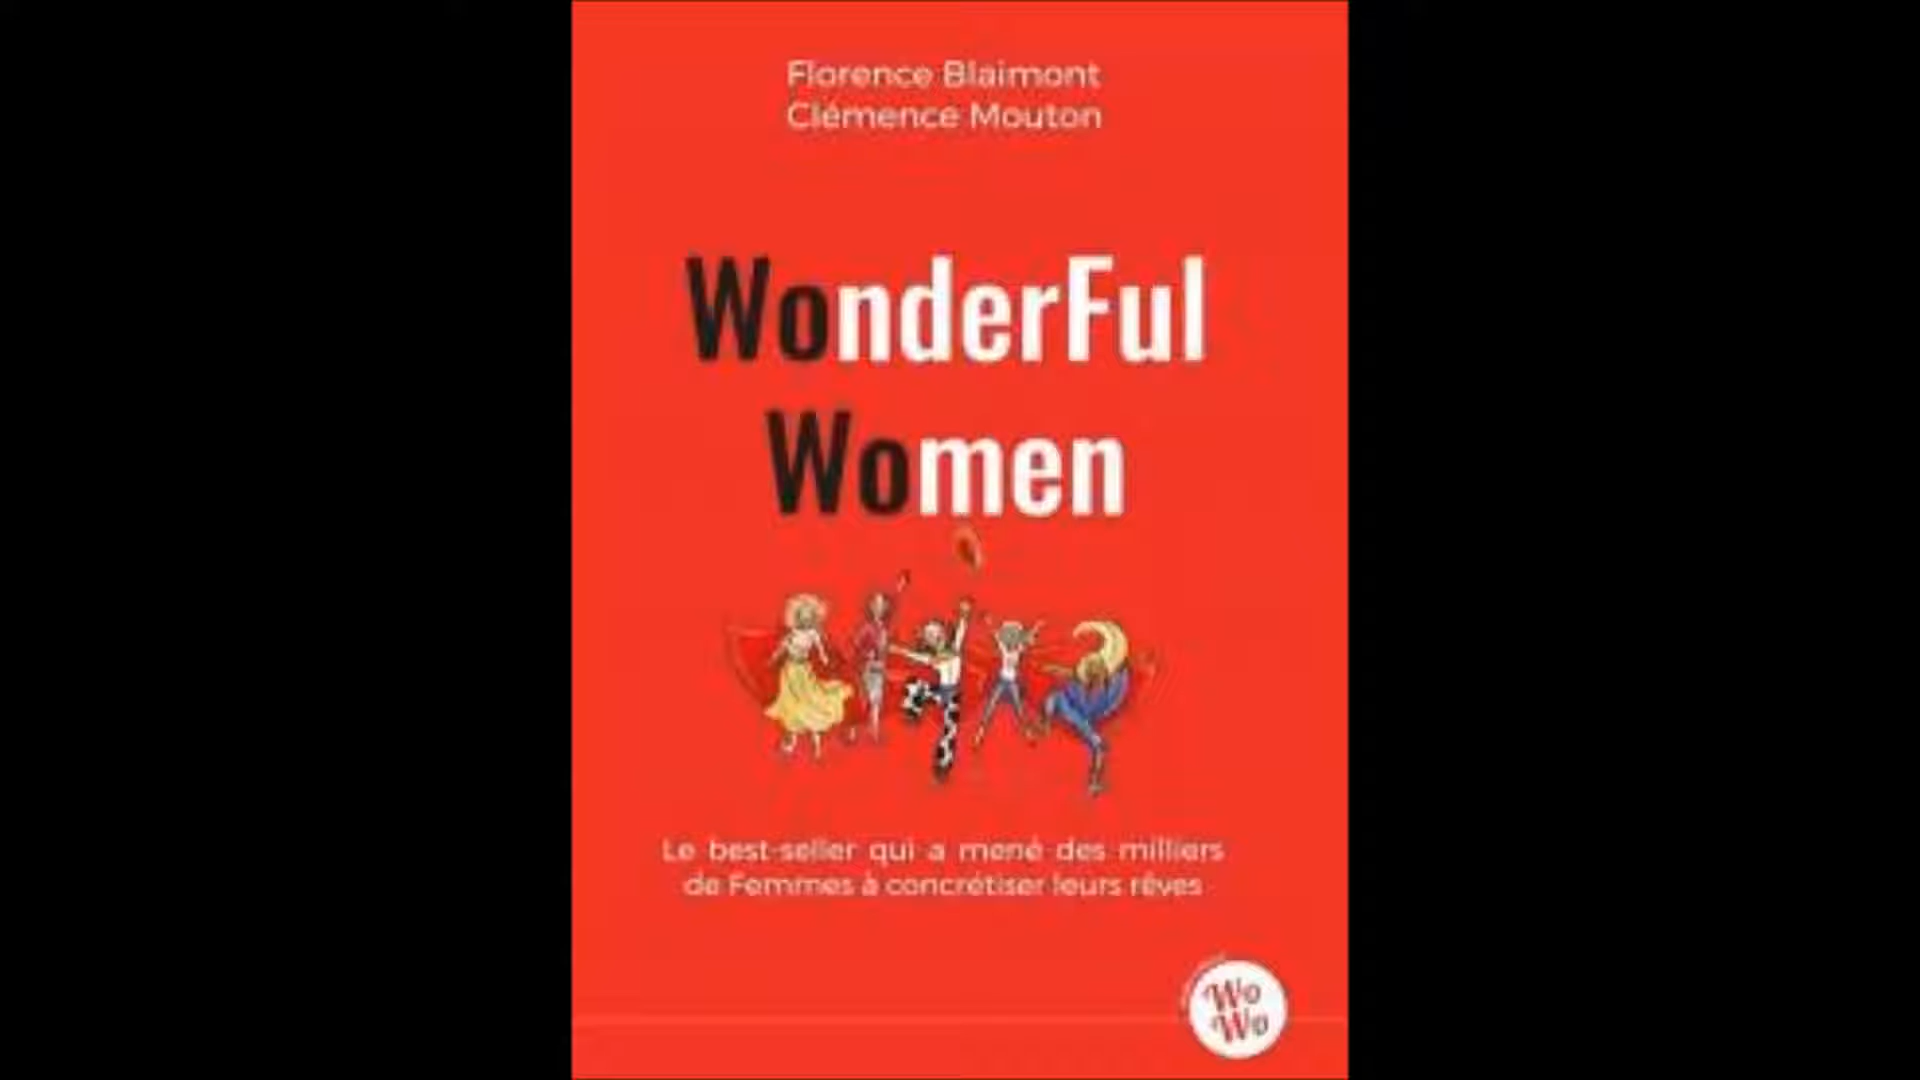 Florence Blaimont
Clémence Mouton
WonderFul
Women
Le best-seller qui a mené des milliers
de Femmes à concrétiser leurs rêves
Wo
Wo